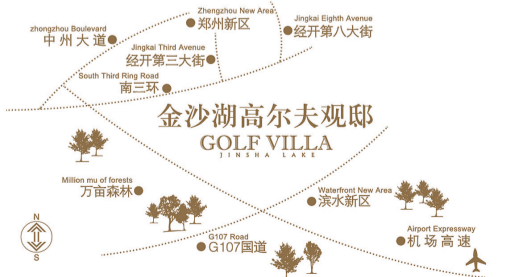 Zhengzhou New Area
郑州新区
Jingkai Eighth Avenue
经开第八大街
zhongzhou Boulevard
中州大道
Jingkai Third Avenue
经开第三大街
South Third Ring Road
南三环
金沙湖高尔夫观邸
GOLF VILLA
JINSHA LAKE
Million mu of forests
万亩森林
Waterfront New Area
滨水新区
G107 Road
G107国道
Airport Expressway
机场高速
N
S